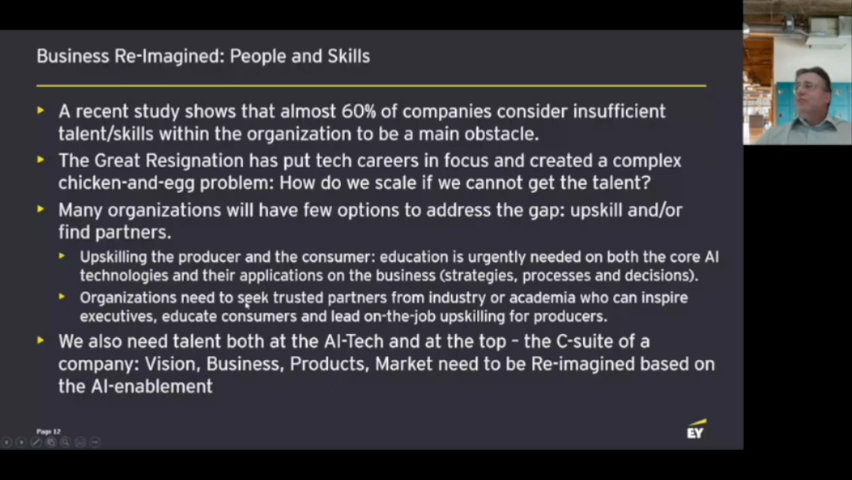 Business Re-Imagined: People and Skills
A recent study shows that almost 60% of companies consider insufficient
talent/skills within the organization to be a main obstacle.
The Great Resignation has put tech careers in focus and created a complex
chicken-and-egg problem: How do we scale if we cannot get the talent?
Many organizations will have few options to address the gap: upskill and/or
find partners.
Upskilling the producer and the consumer: education is urgently needed on both the core AI
technologies and their applications on the business (strategies, processes and decisions).
Organizations need to seek trusted partners from industry or academia who can inspire
executives, educate consumers and lead on-the-job upskilling for producers.
We also need talent both at the AI-Tech and at the top – the C-suite of a
company: Vision, Business, Products, Market need to be Re-imagined based on
the AI-enablement
Page 12
EY